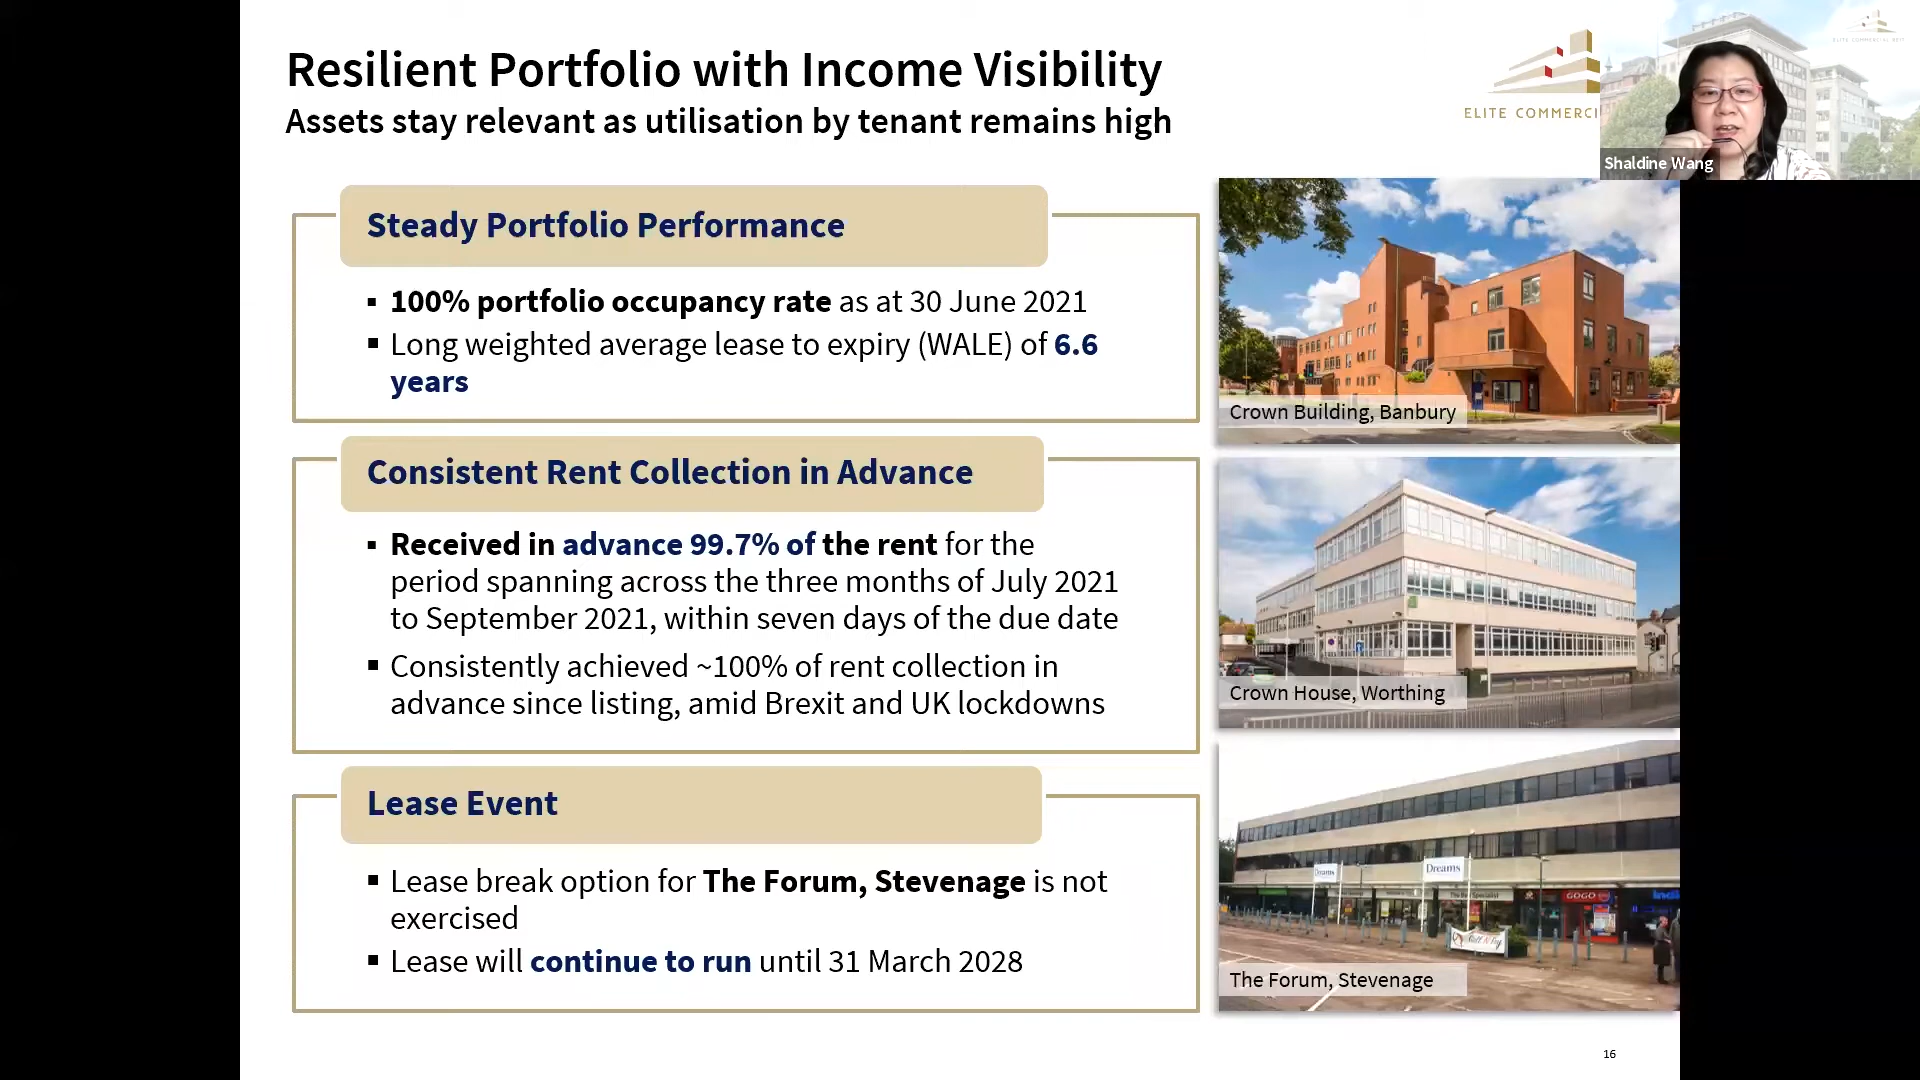 Resilient Portfolio with Income Visibility
Assets stay relevant as utilisation by tenant remains high
ELITE COMMERCI
ELITE COMMERCIAL REIT
Shaldine Wang
Steady Portfolio Performance
▪ 100% portfolio occupancy rate as at 30 June 2021
▪ Long weighted average lease to expiry (WALE) of 6.6
years
Crown Building, Banbury
Consistent Rent Collection in Advance
▪ Received in advance 99.7% of the rent for the
period spanning across the three months of July 2021
to September 2021, within seven days of the due date
▪ Consistently achieved ~100% of rent collection in
advance since listing, amid Brexit and UK lockdowns
Crown House, Worthing
Lease Event
▪ Lease break option for The Forum, Stevenage is not
exercised
▪ Lease will continue to run until 31 March 2028
Dreams
Dreams
GOGO
The Forum, Stevenage
16